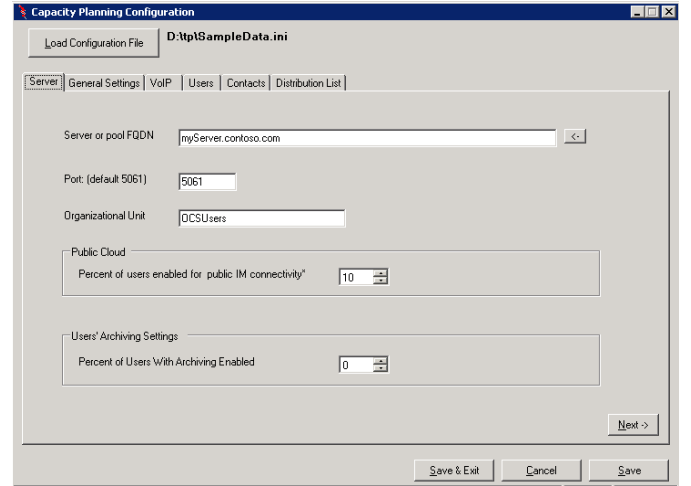 Capacity Planning Configuration
Load Configuration File
D:\tp\SampleData.ini
Server General Settings VoIP Users Contacts Distribution List
Server or pool FQDN myServer.contoso.com <-
Port: (default 5061) 5061
Organizational Unit OCSUsers
Public Cloud
Percent of users enabled for public IM connectivity" 10
Users' Archiving Settings
Percent of Users With Archiving Enabled 0
Next ->
Save & Exit Cancel Save